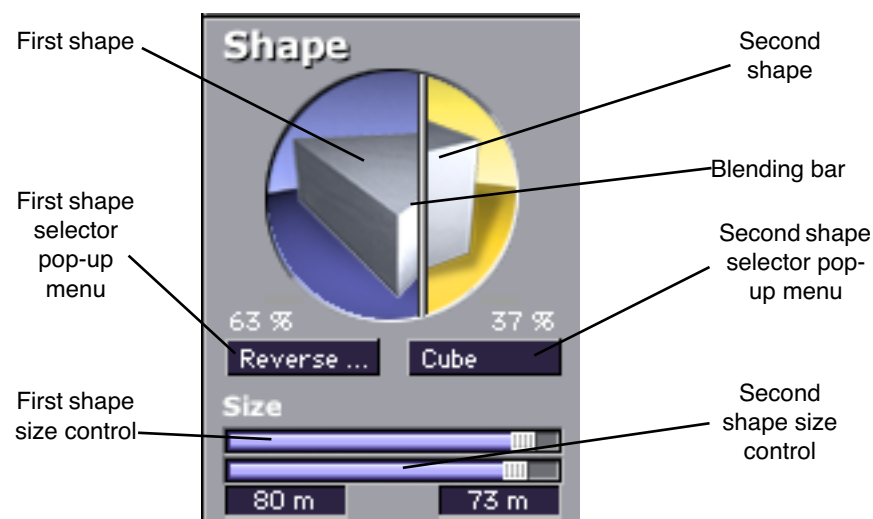 Shape
First shape
Second
shape
Blending bar
First shape
selector
pop-up
menu
Second shape
selector pop-
up menu
63 %
37 %
Reverse ...
Cube
First shape
size control
Size
Second
shape size
control
80 m
73 m